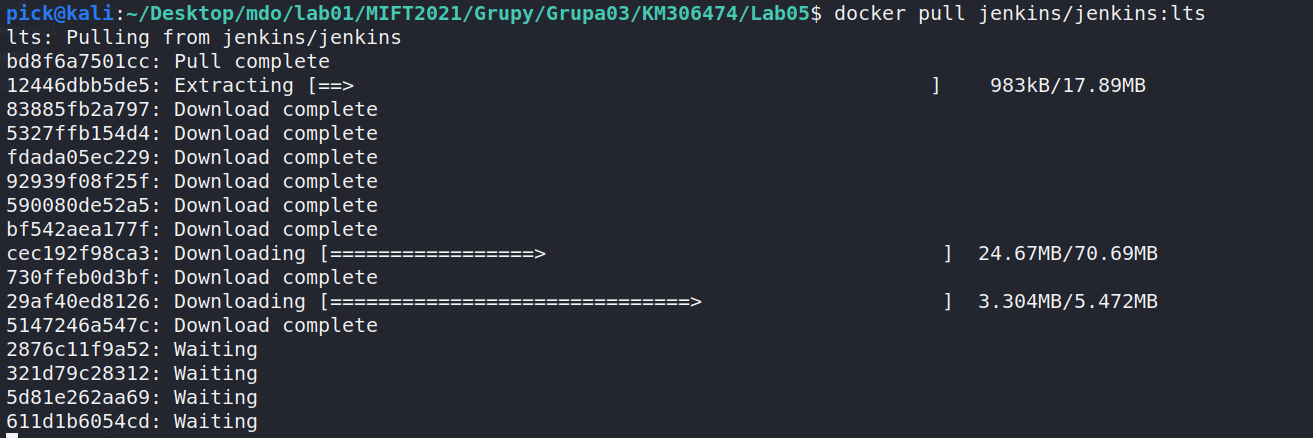 pick@kali:~/Desktop/mdo/lab01/MIFT2021/Grupy/Grupa03/KM306474/Lab05$ docker pull jenkins/jenkins:lts
lts: Pulling from jenkins/jenkins
bd8f6a7501cc: Pull complete
12446dbb5de5: Extracting [==>                                                ]    983kB/17.89MB
83885fb2a797: Download complete
5327ffb154d4: Download complete
fdada05ec229: Download complete
92939f08f25f: Download complete
590080de52a5: Download complete
bf542aea177f: Download complete
cec192f98ca3: Downloading [=================>                                 ]  24.67MB/70.69MB
730ffeb0d3bf: Download complete
29af40ed8126: Downloading [==============================>                    ]  3.304MB/5.472MB
5147246a547c: Download complete
2876c11f9a52: Waiting
321d79c28312: Waiting
5d81e262aa69: Waiting
611d1b6054cd: Waiting